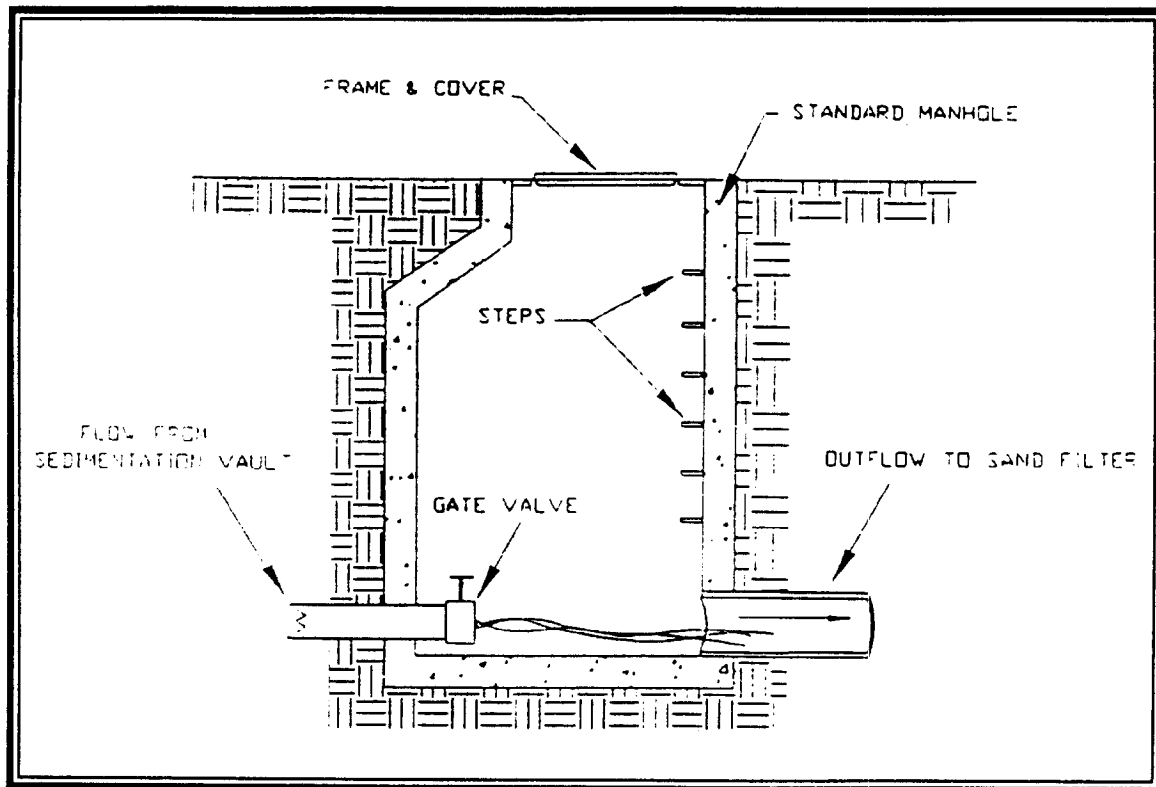 FRAME & COVER
STANDARD MANHOLE
STEPS
FLOW FROM
SEDIMENTATION VAULT
OUTFLOW TO SAND FILTER
GATE VALVE